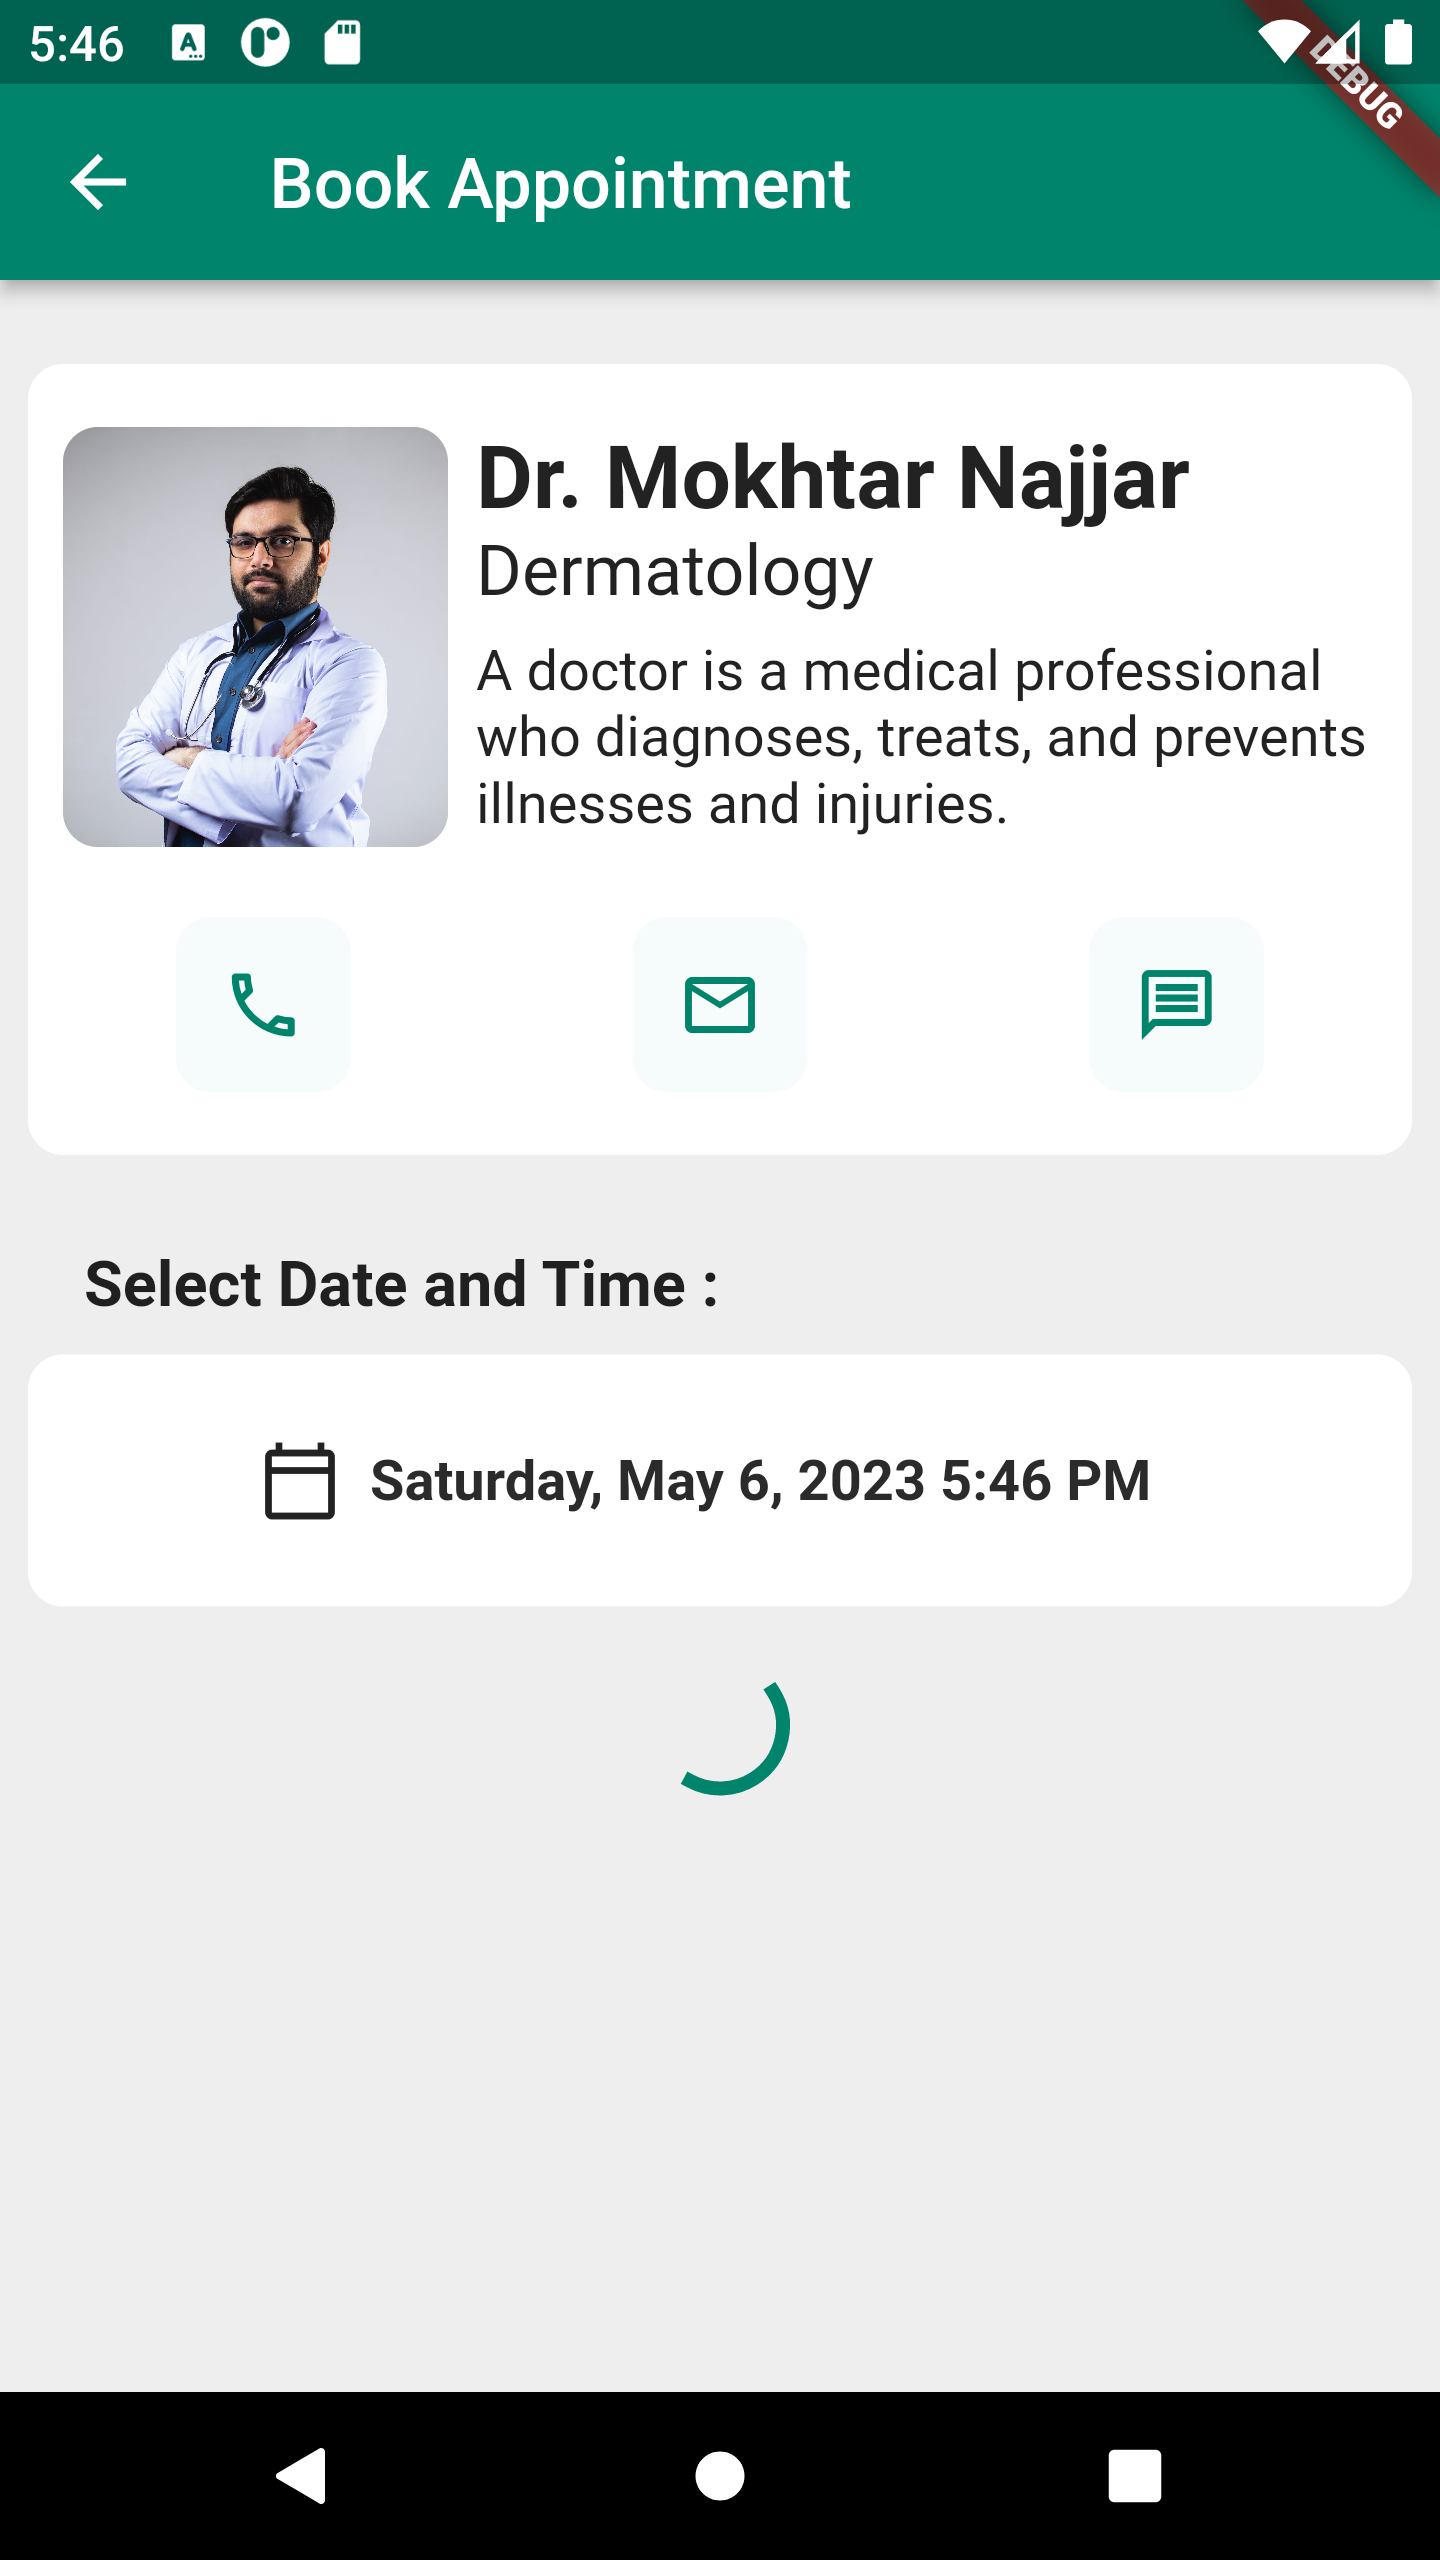 5:46
DEBUG
Book Appointment
Dr. Mokhtar Najjar
Dermatology
A doctor is a medical professional
who diagnoses, treats, and prevents
illnesses and injuries.
Select Date and Time :
Saturday, May 6, 2023 5:46 PM